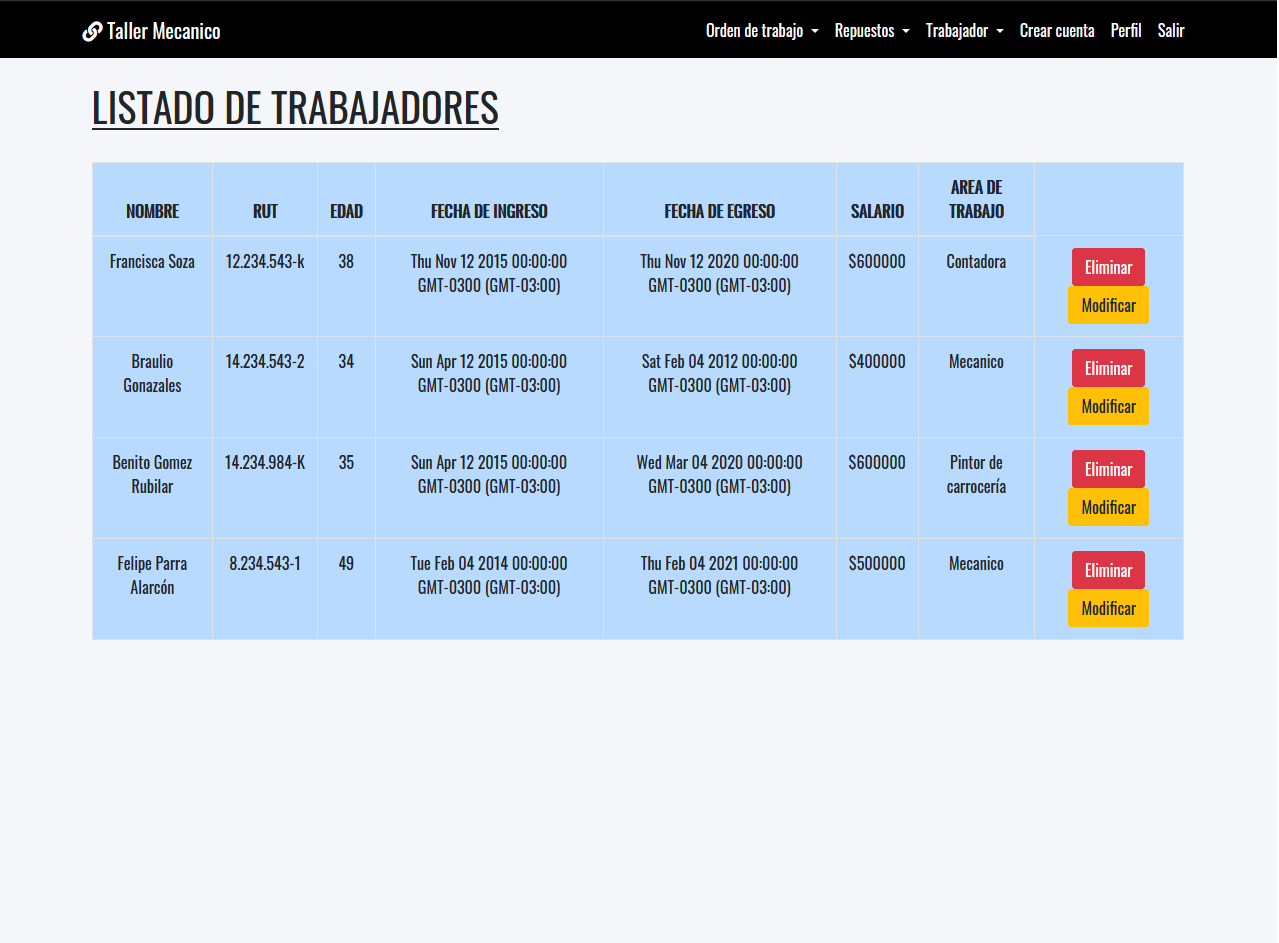 Taller Mecanico
Orden de trabajo Repuestos Trabajador Crear cuenta Perfil Salir
LISTADO DE TRABAJADORES
NOMBRE RUT EDAD FECHA DE INGRESO FECHA DE EGRESO SALARIO AREA DE
TRABAJO
Francisca Soza 12.234.543-k 38 Thu Nov 12 2015 00:00:00 Thu Nov 12 2020 00:00:00 $600000 Contadora Eliminar
GMT-0300 (GMT-03:00) GMT-0300 (GMT-03:00) Modificar
Braulio 14.234.543-2 34 Sun Apr 12 2015 00:00:00 Sat Feb 04 2012 00:00:00 $400000 Mecanico Eliminar
Gonazales GMT-0300 (GMT-03:00) GMT-0300 (GMT-03:00) Modificar
Benito Gomez 14.234.984-K 35 Sun Apr 12 2015 00:00:00 Wed Mar 04 2020 00:00:00 $600000 Pintor de Eliminar
Rubilar GMT-0300 (GMT-03:00) GMT-0300 (GMT-03:00) carrocería Modificar
Felipe Parra 8.234.543-1 49 Tue Feb 04 2014 00:00:00 Thu Feb 04 2021 00:00:00 $500000 Mecanico Eliminar
Alarcón GMT-0300 (GMT-03:00) GMT-0300 (GMT-03:00) Modificar